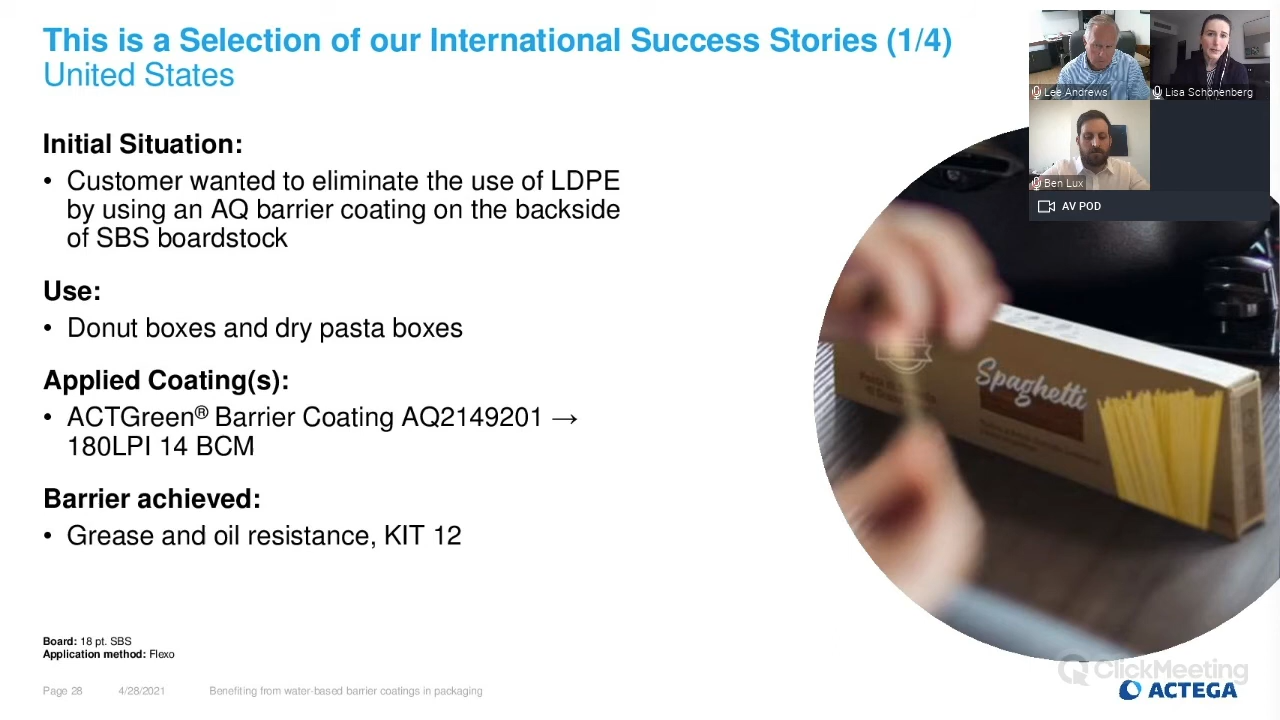 This is a Selection of our International Success Stories (1/4)
United States
Lee Andrews
Lisa Schönenberg
Ben Lux
AV POD
Initial Situation:
• Customer wanted to eliminate the use of LDPE
by using an AQ barrier coating on the backside
of SBS boardstock
Use:
• Donut boxes and dry pasta boxes
Applied Coating(s):
• ACTGreen® Barrier Coating AQ2149201 →
180LPI 14 BCM
Barrier achieved:
• Grease and oil resistance, KIT 12
Spaghetti
Board: 18 pt. SBS
Application method: Flexo
Page 28 4/28/2021 Benefiting from water-based barrier coatings in packaging
ClickMeeting
ACTEGA